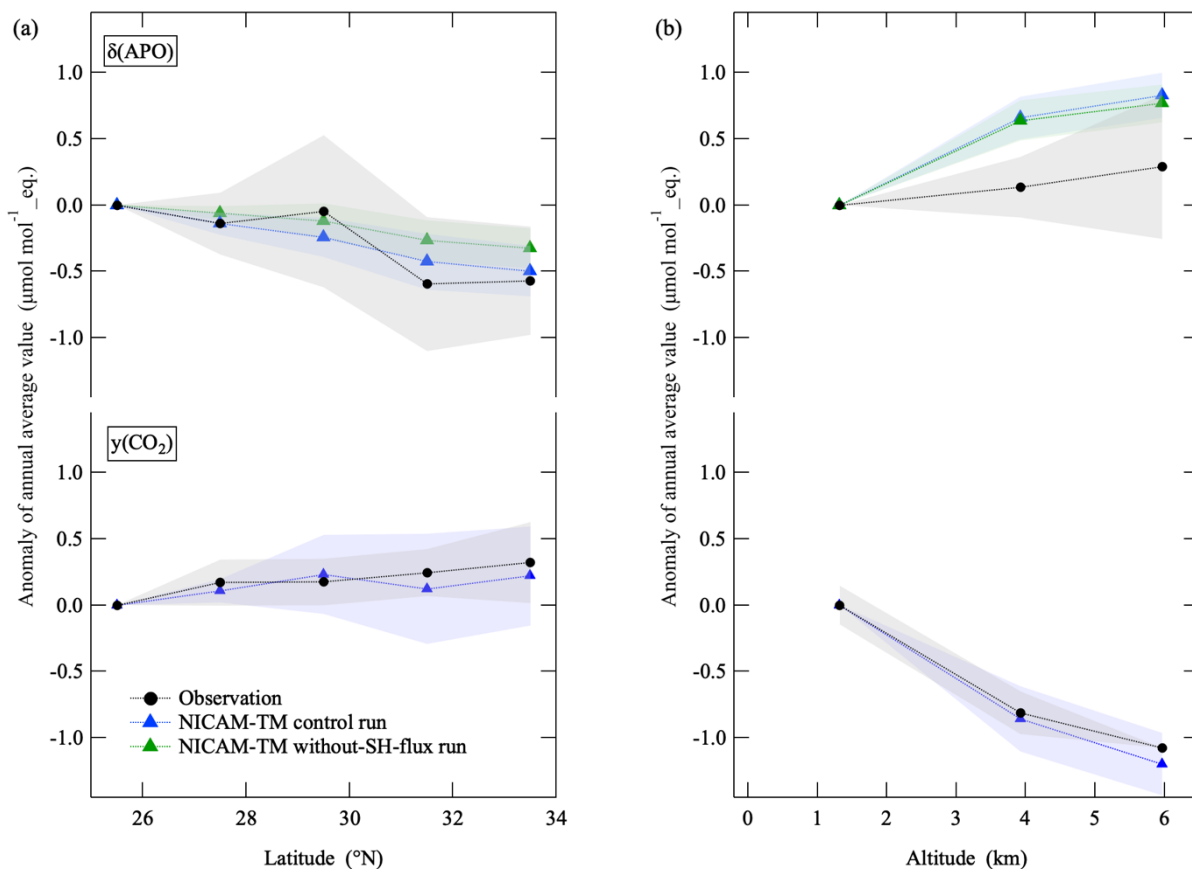 (a)
δ(APO)
1.0
0.5
0.0
-0.5
-1.0
y(CO₂)
1.0
0.5
0.0
-0.5
-1.0
Anomaly of annual average value (μmol mol⁻¹_eq.)
Observation
NICAM-TM control run
NICAM-TM without-SH-flux run
26 28 30 32 34
Latitude (°N)
(b)
1.0
0.5
0.0
-0.5
-1.0
1.0
0.5
0.0
-0.5
-1.0
Anomaly of annual average value (μmol mol⁻¹_eq.)
0 1 2 3 4 5 6
Altitude (km)